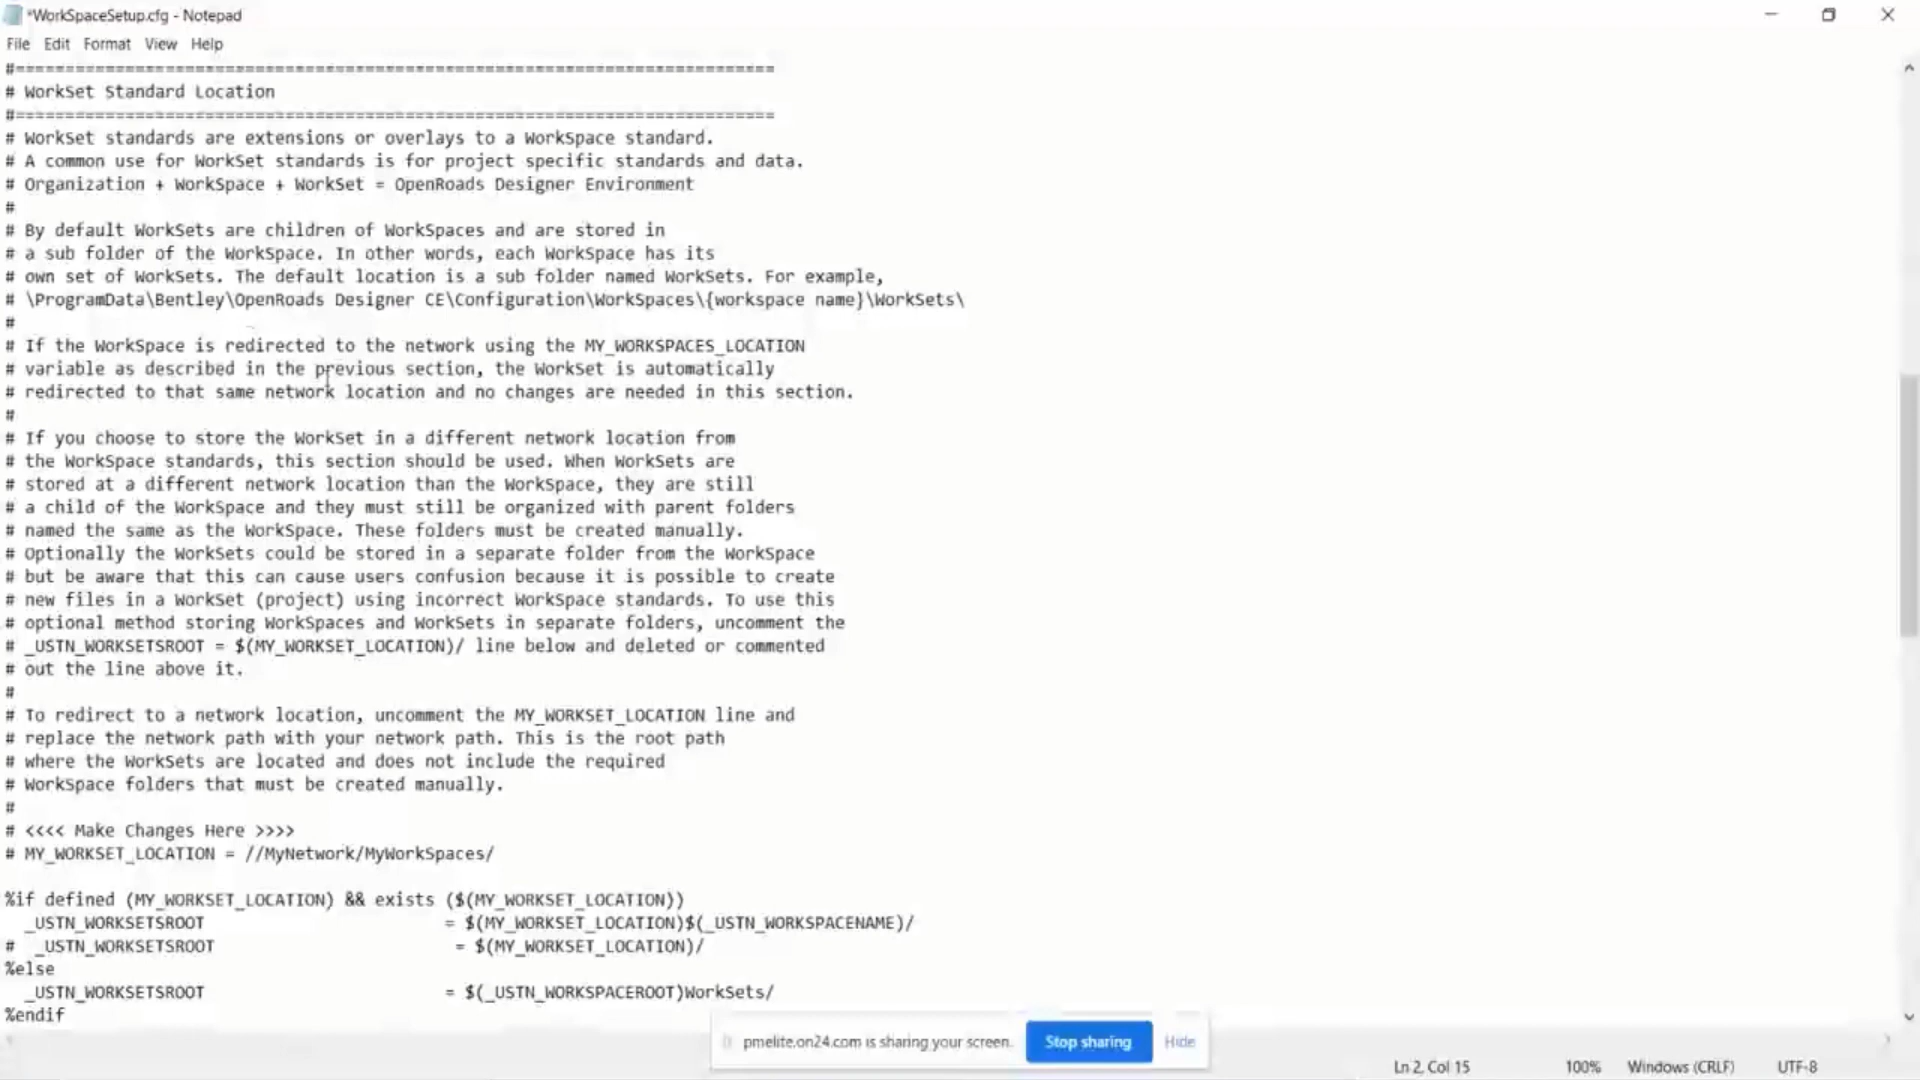 *WorkSpaceSetup.cfg - Notepad
File Edit Format View Help
#============================================================================
# WorkSet Standard Location
#============================================================================
# WorkSet standards are extensions or overlays to a WorkSpace standard.
# A common use for WorkSet standards is for project specific standards and data.
# Organization + WorkSpace + WorkSet = OpenRoads Designer Environment
#
# By default WorkSets are children of WorkSpaces and are stored in
# a sub folder of the WorkSpace. In other words, each WorkSpace has its
# own set of WorkSets. The default location is a sub folder named WorkSets. For example,
# \ProgramData\Bentley\OpenRoads Designer CE\Configuration\WorkSpaces\{workspace name}\WorkSets\
#
# If the WorkSpace is redirected to the network using the MY_WORKSPACES_LOCATION
# variable as described in the previous section, the WorkSet is automatically
# redirected to that same network location and no changes are needed in this section.
#
# If you choose to store the WorkSet in a different network location from
# the WorkSpace standards, this section should be used. When WorkSets are
# stored at a different network location than the WorkSpace, they are still
# a child of the WorkSpace and they must still be organized with parent folders
# named the same as the WorkSpace. These folders must be created manually.
# Optionally the WorkSets could be stored in a separate folder from the WorkSpace
# but be aware that this can cause users confusion because it is possible to create
# new files in a WorkSet (project) using incorrect WorkSpace standards. To use this
# optional method storing WorkSpaces and WorkSets in separate folders, uncomment the
# _USTN_WORKSETSROOT = $(MY_WORKSET_LOCATION)/ line below and deleted or commented
# out the line above it.
#
# To redirect to a network location, uncomment the MY_WORKSET_LOCATION line and
# replace the network path with your network path. This is the root path
# where the WorkSets are located and does not include the required
# WorkSpace folders that must be created manually.
#
# <<<< Make Changes Here >>>>
# MY_WORKSET_LOCATION = //MyNetwork/MyWorkSpaces/
%if defined (MY_WORKSET_LOCATION) && exists ($(MY_WORKSET_LOCATION))
_USTN_WORKSETSROOT = $(MY_WORKSET_LOCATION)$(_USTN_WORKSPACENAME)/
# _USTN_WORKSETSROOT = $(MY_WORKSET_LOCATION)/
%else
_USTN_WORKSETSROOT = $(_USTN_WORKSPACEROOT)WorkSets/
%endif
pmelite.on24.com is sharing your screen. Stop sharing Hide
Ln 2, Col 15 100% Windows (CRLF) UTF-8